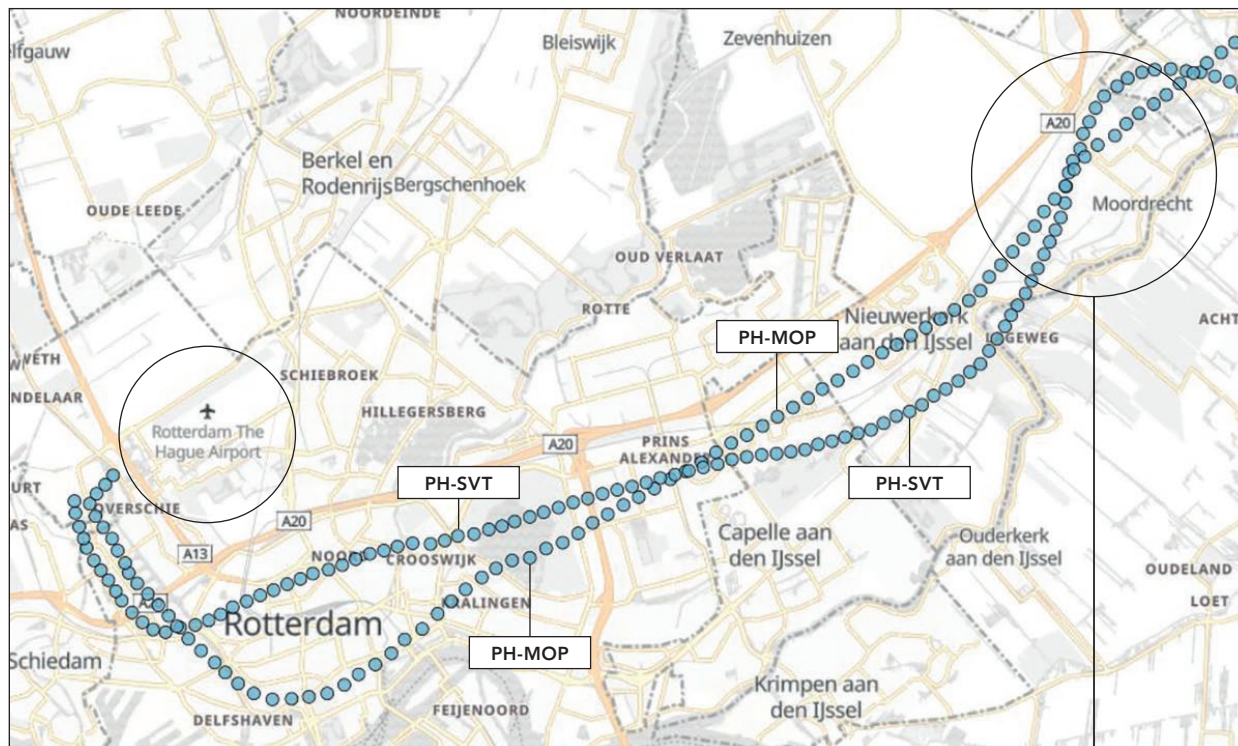 NOORDEINDE
elfgauw
Bleiswijk
Zevenhuizen
A20
Berkel en
Rodenrijs
Bergschenhoek
Moordrecht
OUDE LEEDE
OUD VERLAAT
ROTTE
Nieuwerkerk
aan den IJssel
ACHT
PH-MOP
WETH
SCHIEBROEK
NDELAAR
HILLEGERSBERG
Rotterdam The
Hague Airport
A20
PRINS
ALEXANDER
PH-SVT
PH-SVT
URT
OVERSCHIE
AS
A20
A13
NOORD
CROOSWIJK
Capelle aan
den IJssel
Ouderkerk
aan den IJssel
OUDELAND
KRALINGEN
LOET
Rotterdam
PH-MOP
Schiedam
Krimpen aan
den IJssel
FEIJENOORD
DELFSHAVEN